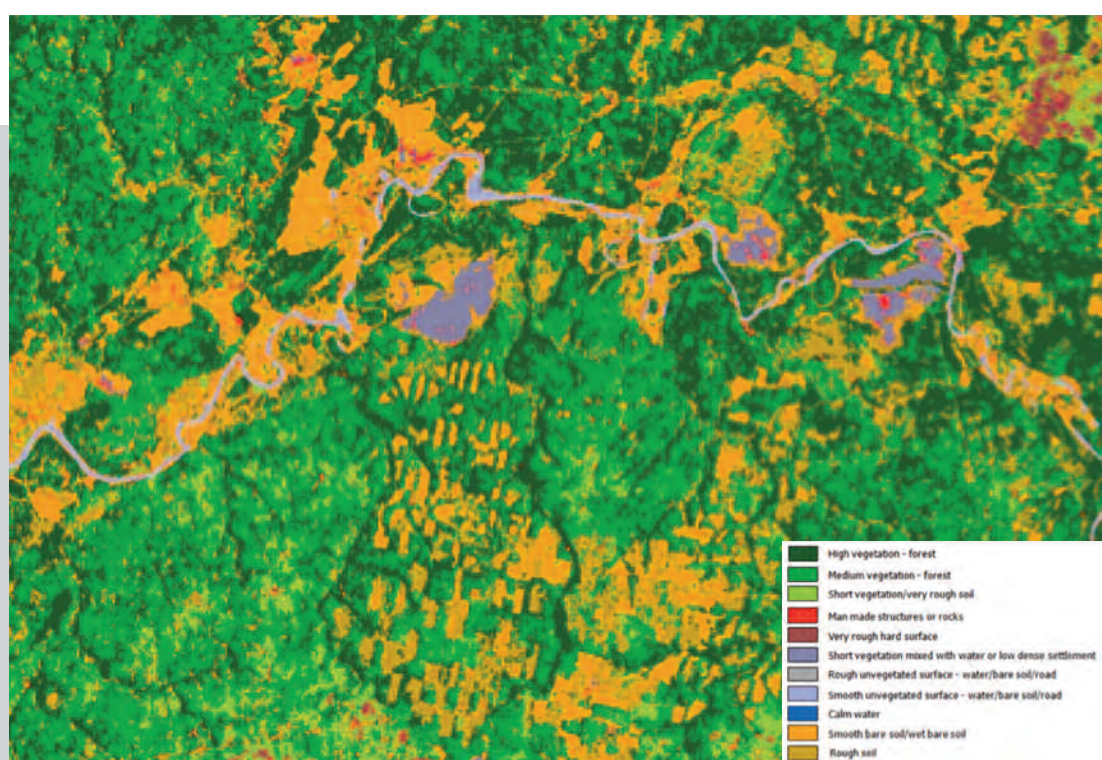 High vegetation - forest
Medium vegetation - forest
Short vegetation/very rough soil
Man made structures or rocks
Very rough hard surface
Short vegetation mixed with water or low dense settlement
Rough unvegetated surface - water/bare soil/road
Smooth unvegetated surface - water/bare soil/road
Calm water
Smooth bare soil/wet bare soil
Rough soil